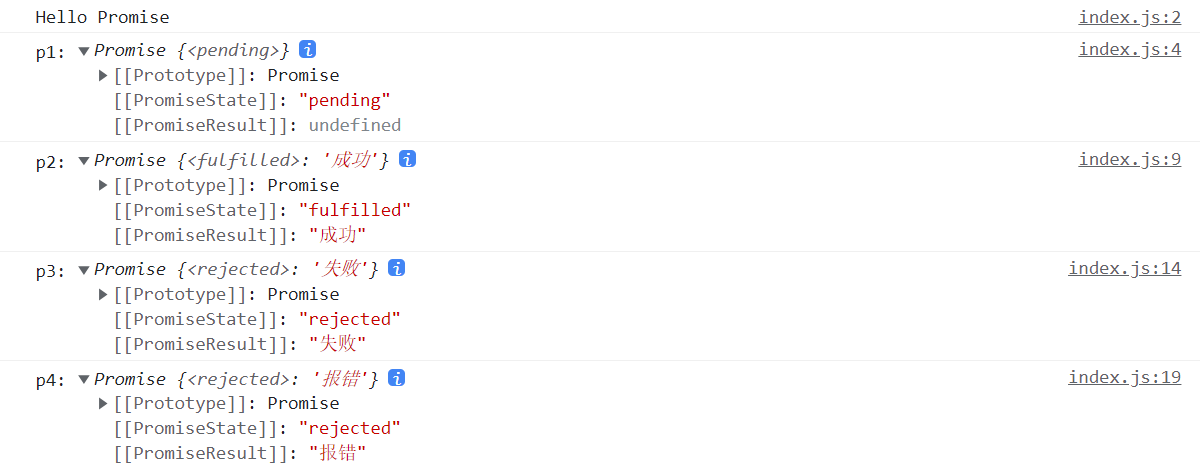 Hello Promise index.js:2
p1: ▼Promise {<pending>} i index.js:4
▶[[Prototype]]: Promise
[[PromiseState]]: "pending"
[[PromiseResult]]: undefined
p2: ▼Promise {<fulfilled>: '成功'} i index.js:9
▶[[Prototype]]: Promise
[[PromiseState]]: "fulfilled"
[[PromiseResult]]: "成功"
p3: ▼Promise {<rejected>: '失败'} i index.js:14
▶[[Prototype]]: Promise
[[PromiseState]]: "rejected"
[[PromiseResult]]: "失败"
p4: ▼Promise {<rejected>: '报错'} i index.js:19
▶[[Prototype]]: Promise
[[PromiseState]]: "rejected"
[[PromiseResult]]: "报错"